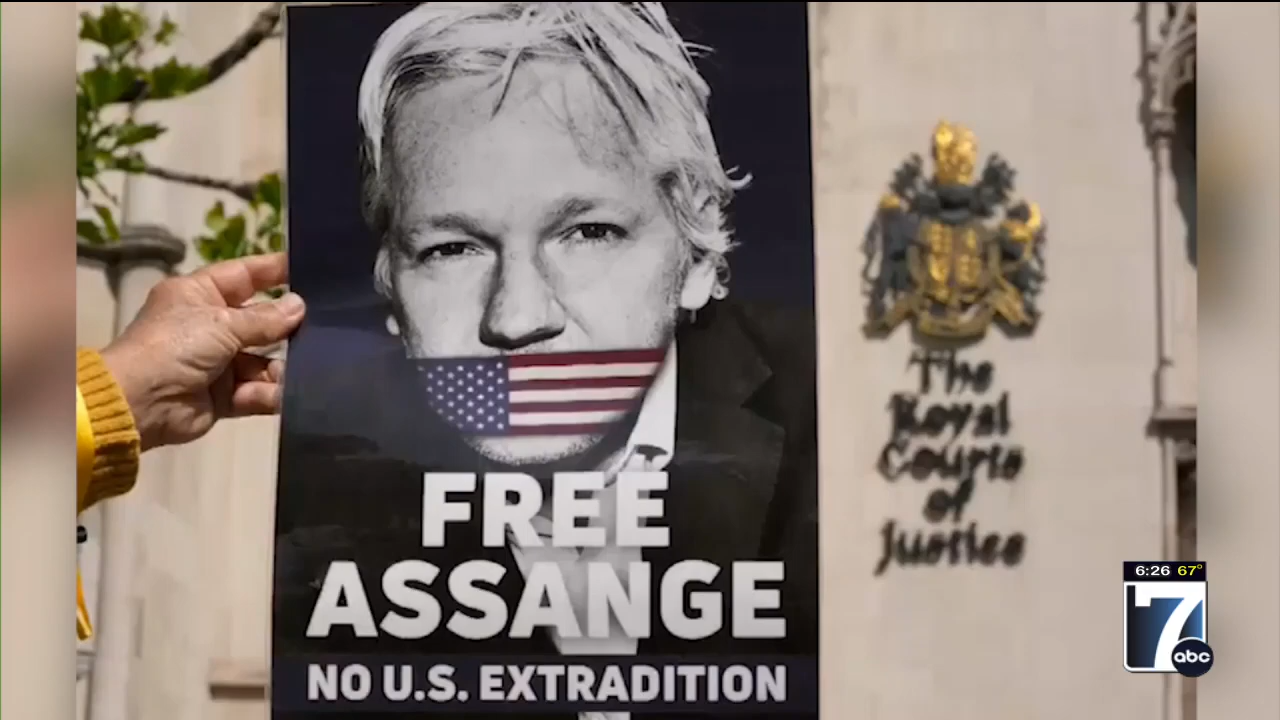 FREE
ASSANGE
NO U.S. EXTRADITION
The
Royal
Courts
of
Justice
6:26 67°
7
abc